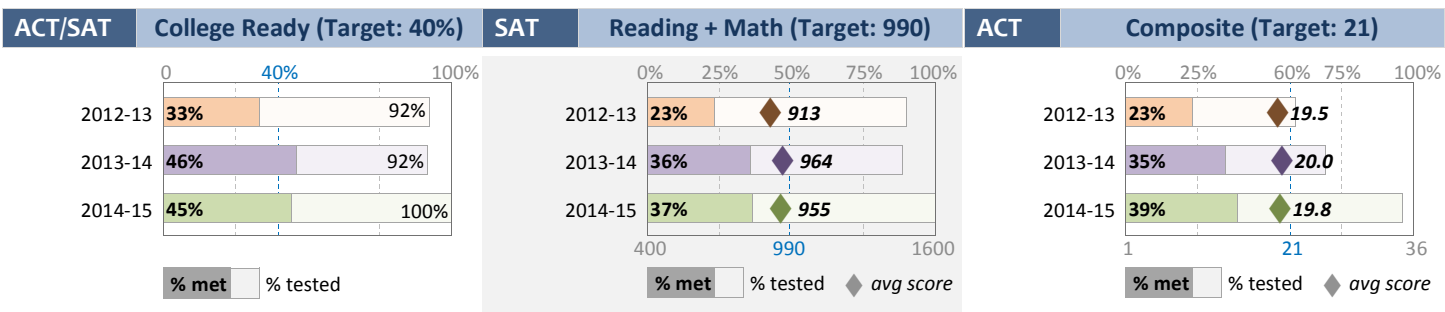 ACT/SAT College Ready (Target: 40%)
0 40% 100%
2012-13 33% 92%
2013-14 46% 92%
2014-15 45% 100%
% met % tested
SAT Reading + Math (Target: 990)
0% 25% 50% 75% 100%
2012-13 23% 913
2013-14 36% 964
2014-15 37% 955
400 990 1600
% met % tested avg score
ACT Composite (Target: 21)
0% 25% 60% 75% 100%
2012-13 23% 19.5
2013-14 35% 20.0
2014-15 39% 19.8
1 21 36
% met % tested avg score